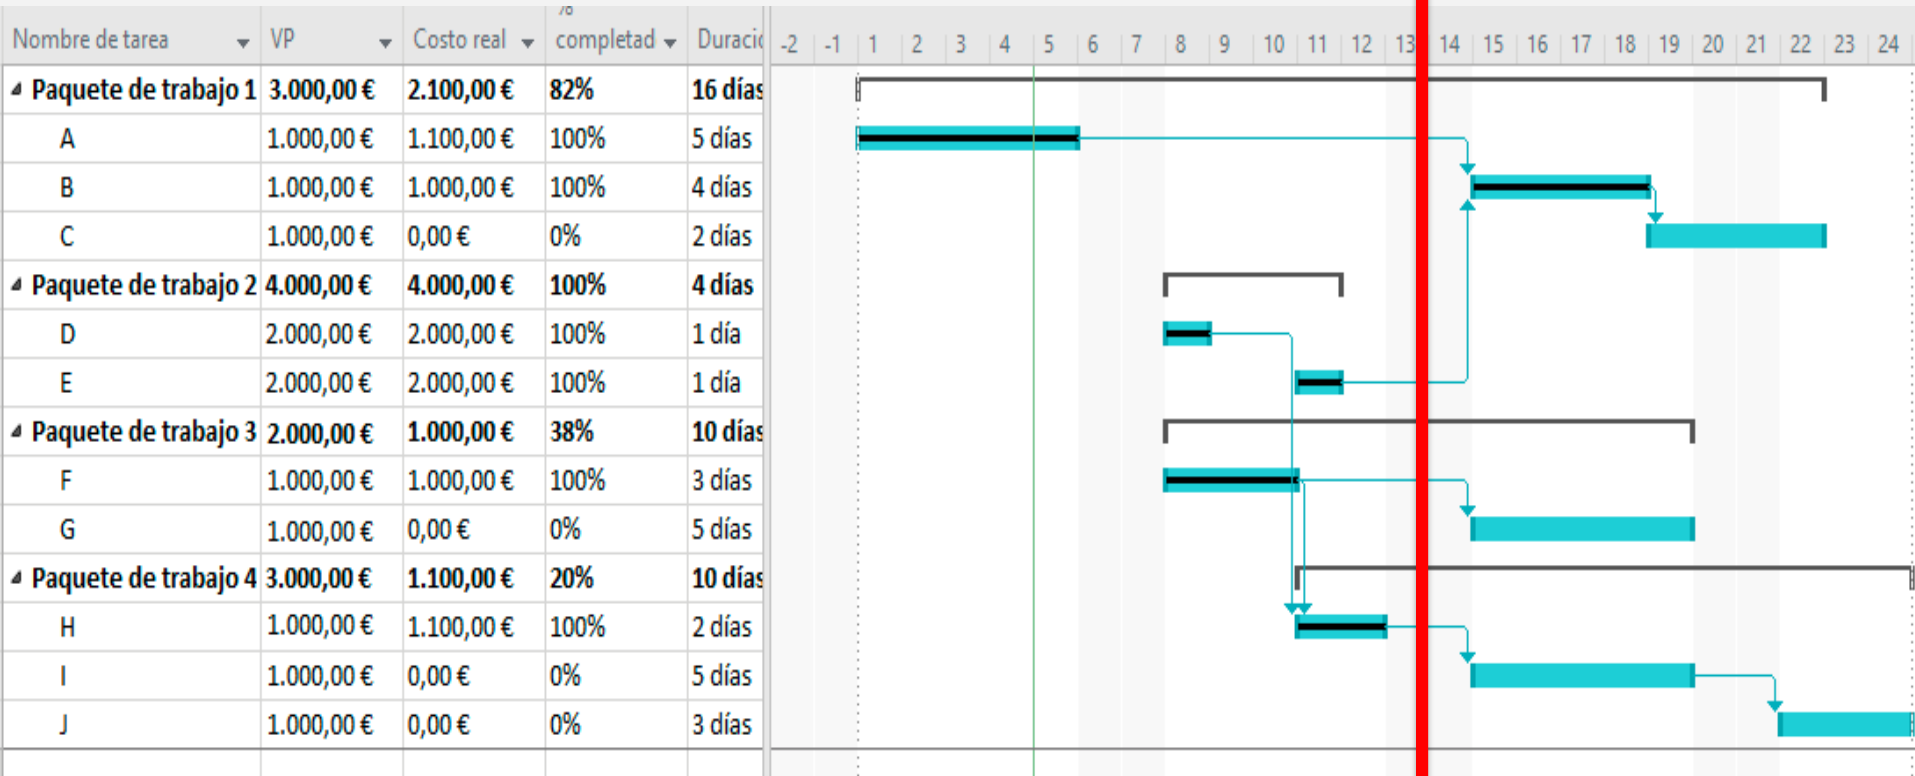 %
Nombre de tarea VP Costo real completad Duració -2 -1 1 2 3 4 5 6 7 8 9 10 11 12 13 14 15 16 17 18 19 20 21 22 23 24
Paquete de trabajo 1 3.000,00 € 2.100,00 € 82% 16 días
A 1.000,00 € 1.100,00 € 100% 5 días
B 1.000,00 € 1.000,00 € 100% 4 días
C 1.000,00 € 0,00 € 0% 2 días
Paquete de trabajo 2 4.000,00 € 4.000,00 € 100% 4 días
D 2.000,00 € 2.000,00 € 100% 1 día
E 2.000,00 € 2.000,00 € 100% 1 día
Paquete de trabajo 3 2.000,00 € 1.000,00 € 38% 10 días
F 1.000,00 € 1.000,00 € 100% 3 días
G 1.000,00 € 0,00 € 0% 5 días
Paquete de trabajo 4 3.000,00 € 1.100,00 € 20% 10 días
H 1.000,00 € 1.100,00 € 100% 2 días
I 1.000,00 € 0,00 € 0% 5 días
J 1.000,00 € 0,00 € 0% 3 días